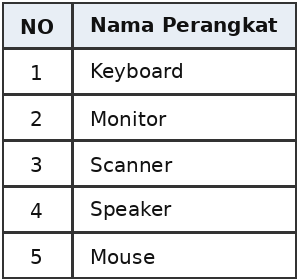 NO Nama Perangkat
1 Keyboard
2 Monitor
3 Scanner
4 Speaker
5 Mouse